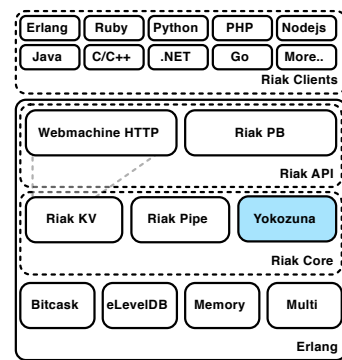 Erlang Ruby Python PHP Nodejs
Java C/C++ .NET Go More..
Riak Clients
Webmachine HTTP Riak PB
Riak API
Riak KV Riak Pipe Yokozuna
Riak Core
Bitcask eLevelDB Memory Multi
Erlang